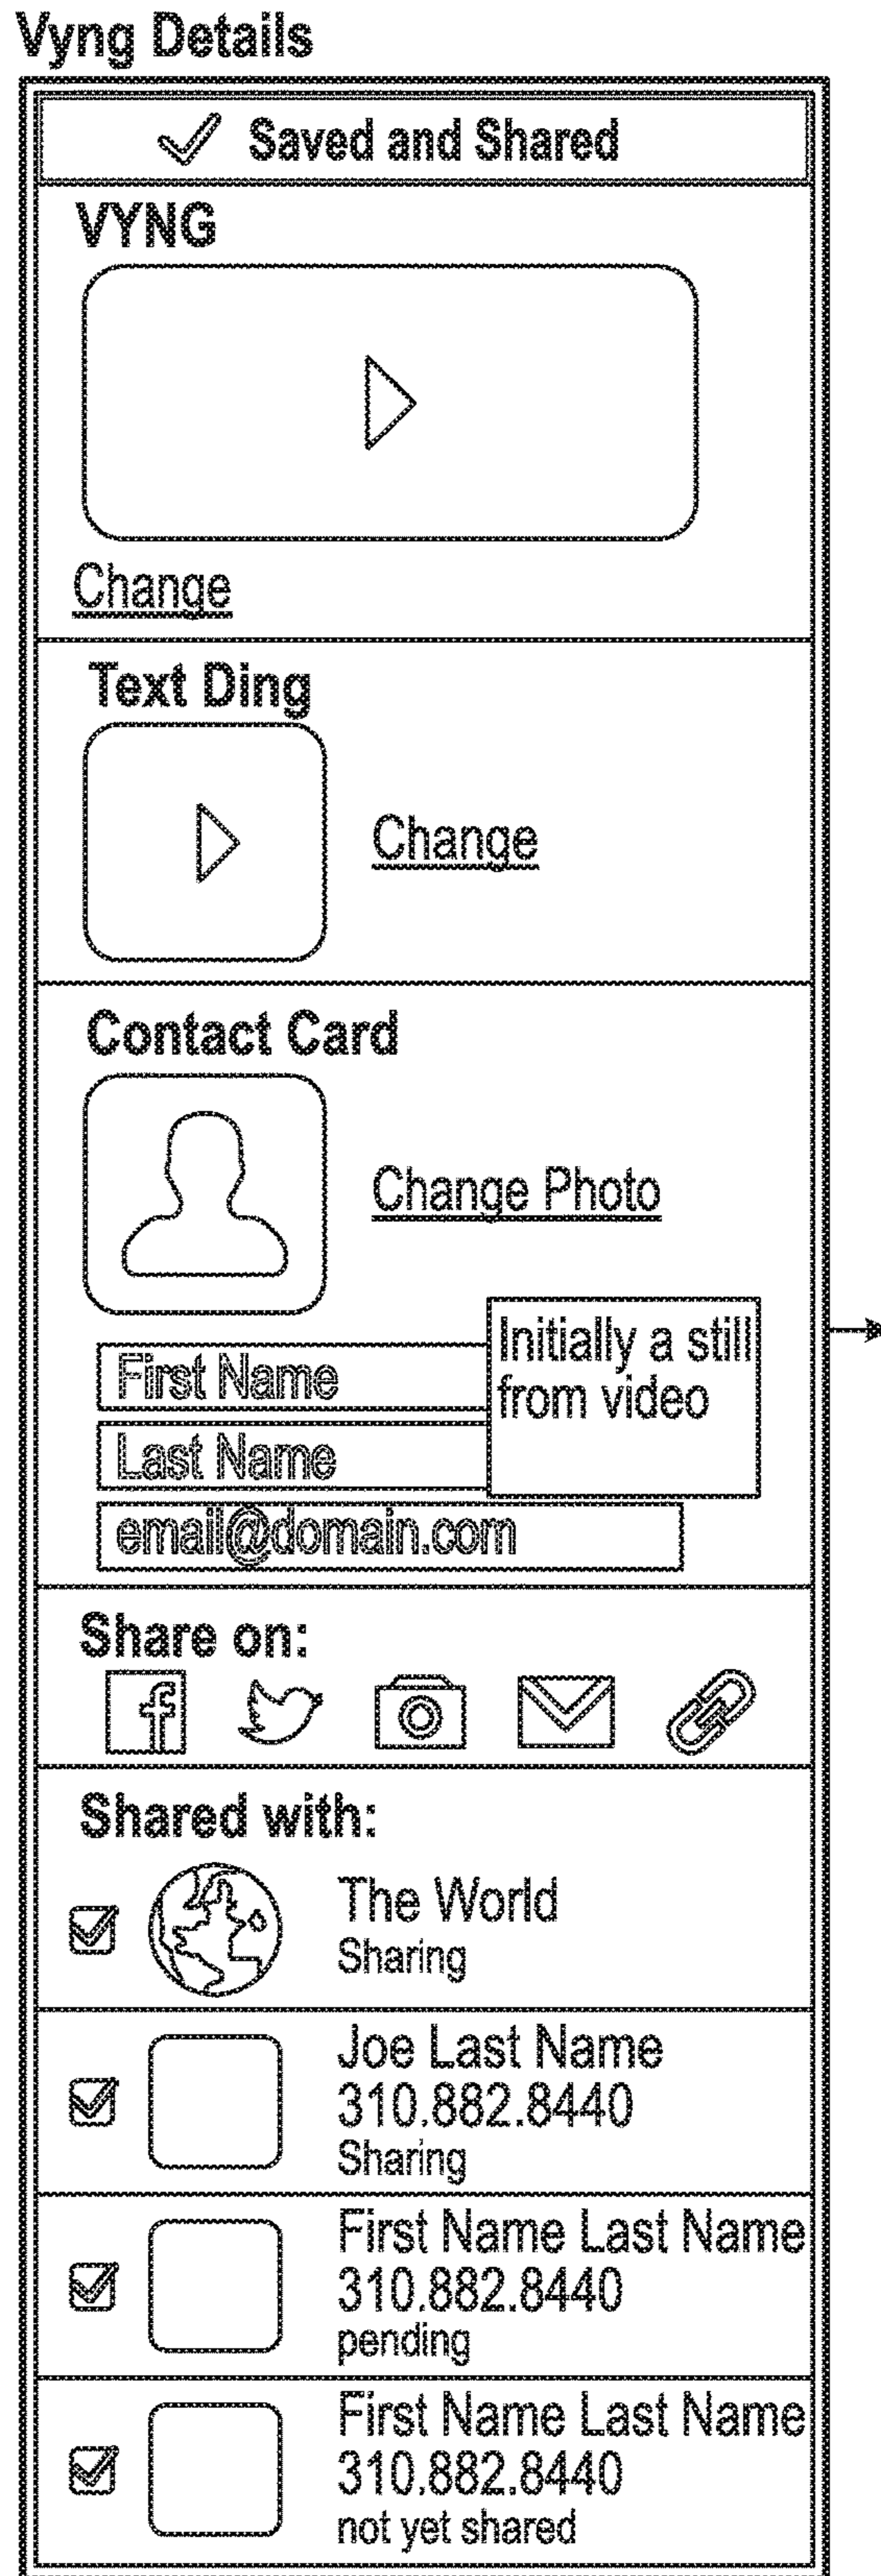 Vyng Details
Saved and Shared
VYNG
Change
Text Ding
Change
Contact Card
Change Photo
Initially a still
from video
First Name
Last Name
email@domain.com
Share on:
f
Shared with:
The World
Sharing
Joe Last Name
310.882.8440
Sharing
First Name Last Name
310.882.8440
pending
First Name Last Name
310.882.8440
not yet shared